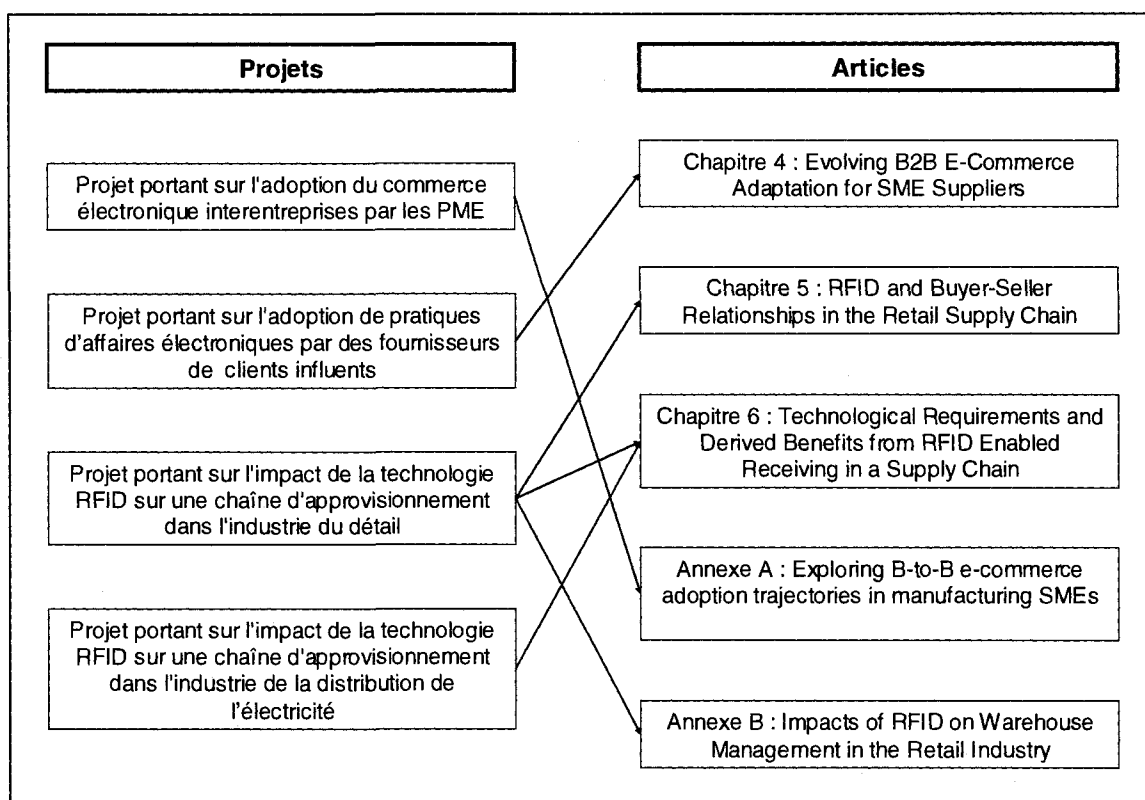 Projets
Projet portant sur l'adoption du commerce
électronique interentreprises par les PME
Projet portant sur l'adoption de pratiques
d'affaires électroniques par des fournisseurs
de clients influents
Projet portant sur l'impact de la technologie
RFID sur une chaîne d'approvisionnement
dans l'industrie du détail
Projet portant sur l'impact de la technologie
RFID sur une chaîne d'approvisionnement
dans l'industrie de la distribution de
l'électricité
Articles
Chapitre 4 : Evolving B2B E-Commerce
Adaptation for SME Suppliers
Chapitre 5 : RFID and Buyer-Seller
Relationships in the Retail Supply Chain
Chapitre 6 : Technological Requirements and
Derived Benefits from RFID Enabled
Receiving in a Supply Chain
Annexe A : Exploring B-to-B e-commerce
adoption trajectories in manufacturing SMEs
Annexe B : Impacts of RFID on Warehouse
Management in the Retail Industry